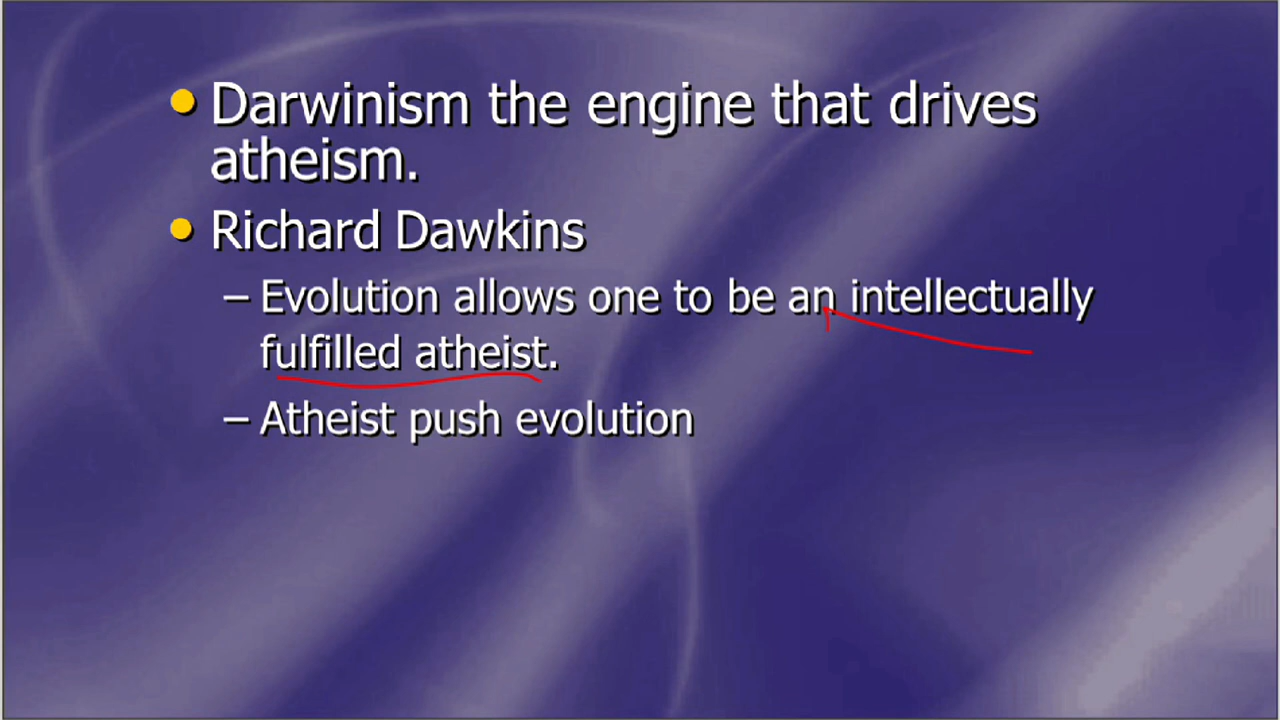 • Darwinism the engine that drives
atheism.
• Richard Dawkins
– Evolution allows one to be an intellectually
fulfilled atheist.
– Atheist push evolution